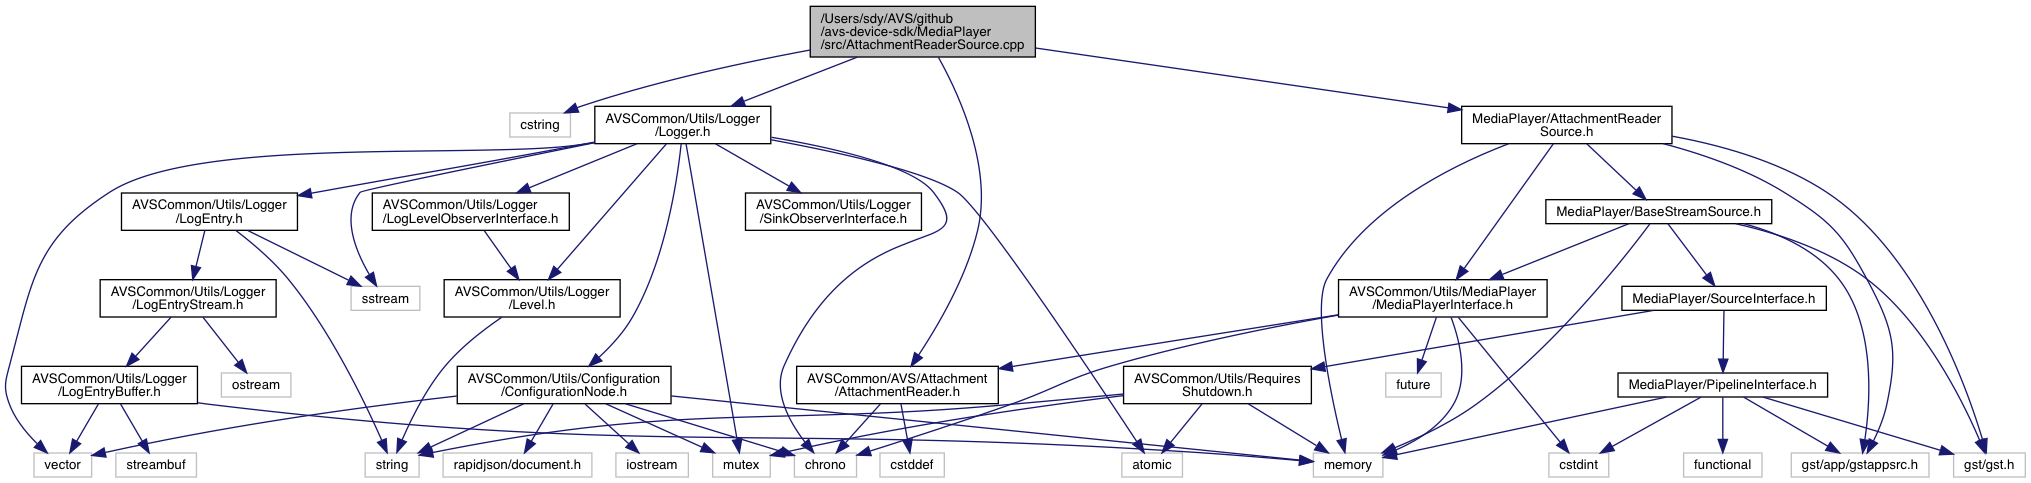 /Users/sdy/AVS/github
/avs-device-sdk/MediaPlayer
/src/AttachmentReaderSource.cpp
cstring
AVSCommon/Utils/Logger
/Logger.h
MediaPlayer/AttachmentReader
Source.h
AVSCommon/Utils/Logger
/LogEntry.h
AVSCommon/Utils/Logger
/LogLevelObserverInterface.h
AVSCommon/Utils/Logger
/SinkObserverInterface.h
MediaPlayer/BaseStreamSource.h
AVSCommon/Utils/Logger
/LogEntryStream.h
sstream
AVSCommon/Utils/Logger
/Level.h
AVSCommon/Utils/MediaPlayer
/MediaPlayerInterface.h
MediaPlayer/SourceInterface.h
AVSCommon/Utils/Logger
/LogEntryBuffer.h
ostream
AVSCommon/Utils/Configuration
/ConfigurationNode.h
AVSCommon/AVS/Attachment
/AttachmentReader.h
AVSCommon/Utils/Requires
Shutdown.h
future
MediaPlayer/PipelineInterface.h
vector
streambuf
string
rapidjson/document.h
iostream
mutex
chrono
cstddef
atomic
memory
cstdint
functional
gst/app/gstappsrc.h
gst/gst.h